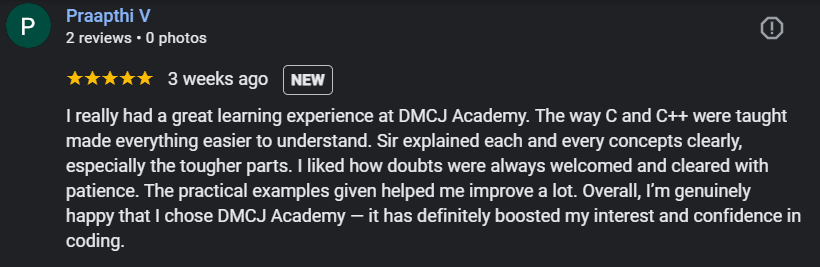 P
Praapthi V
2 reviews • 0 photos
★★★★★ 3 weeks ago NEW
I really had a great learning experience at DMCJ Academy. The way C and C++ were taught
made everything easier to understand. Sir explained each and every concepts clearly,
especially the tougher parts. I liked how doubts were always welcomed and cleared with
patience. The practical examples given helped me improve a lot. Overall, I’m genuinely
happy that I chose DMCJ Academy — it has definitely boosted my interest and confidence in
coding.